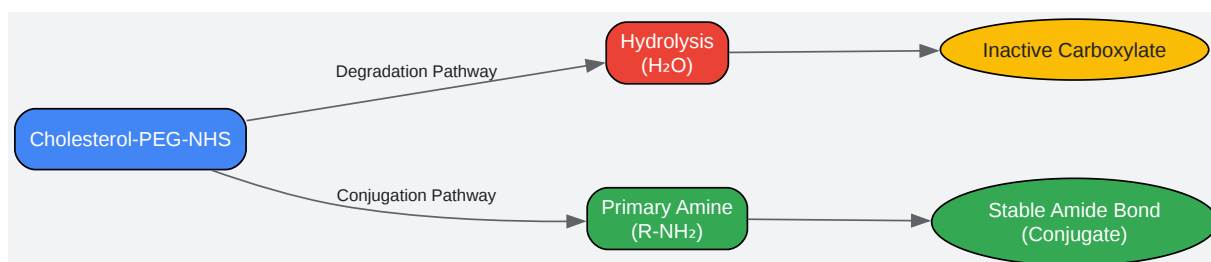 Hydrolysis
(H₂O)
Inactive Carboxylate
Degradation Pathway
Cholesterol-PEG-NHS
Conjugation Pathway
Primary Amine
(R-NH₂)
Stable Amide Bond
(Conjugate)